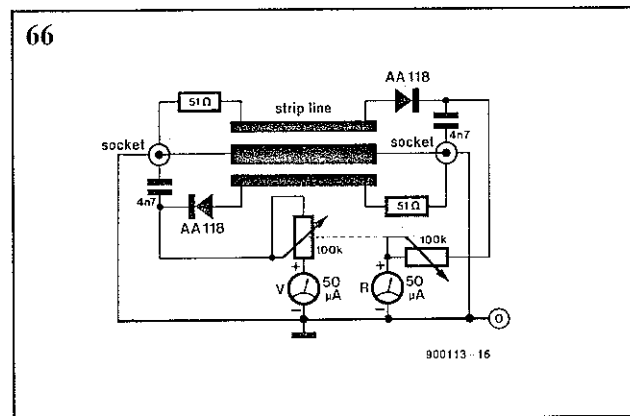 66
AA 118
51Ω
strip line
4n7
socket
socket
4n7
51Ω
AA 118
100k
100k
+
+
V
50 µA
R
50 µA
-
-
0
900113 - 16